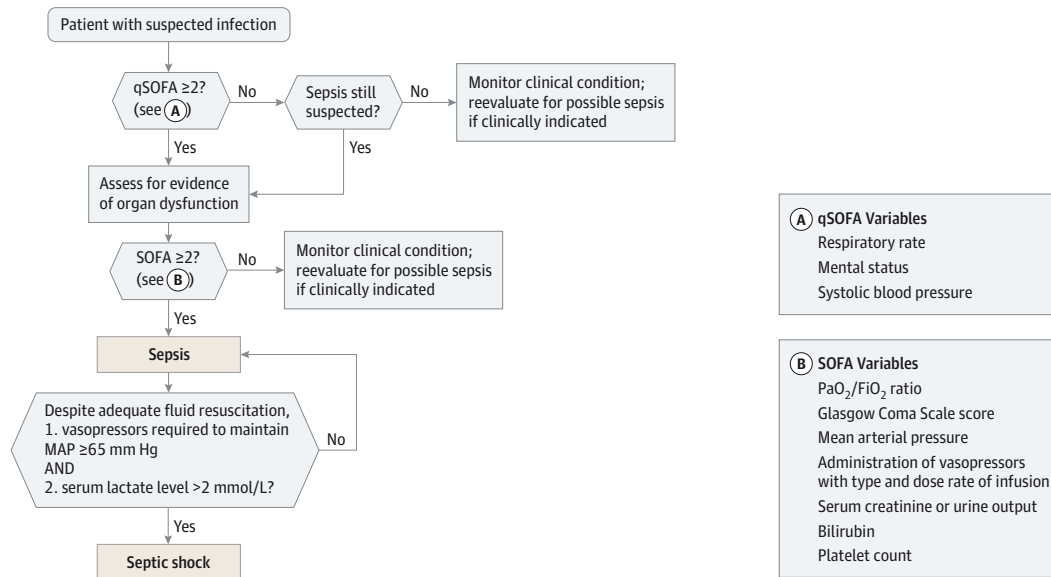 Patient with suspected infection
qSOFA ≥2?
(see A)
No
Sepsis still
suspected?
No
Monitor clinical condition;
reevaluate for possible sepsis
if clinically indicated
Yes
Yes
Assess for evidence
of organ dysfunction
SOFA ≥2?
(see B)
No
Monitor clinical condition;
reevaluate for possible sepsis
if clinically indicated
Yes
Sepsis
Despite adequate fluid resuscitation,
1. vasopressors required to maintain
MAP ≥65 mm Hg
AND
2. serum lactate level >2 mmol/L?
No
Yes
Septic shock
A qSOFA Variables
Respiratory rate
Mental status
Systolic blood pressure
B SOFA Variables
PaO2/FiO2 ratio
Glasgow Coma Scale score
Mean arterial pressure
Administration of vasopressors
with type and dose rate of infusion
Serum creatinine or urine output
Bilirubin
Platelet count